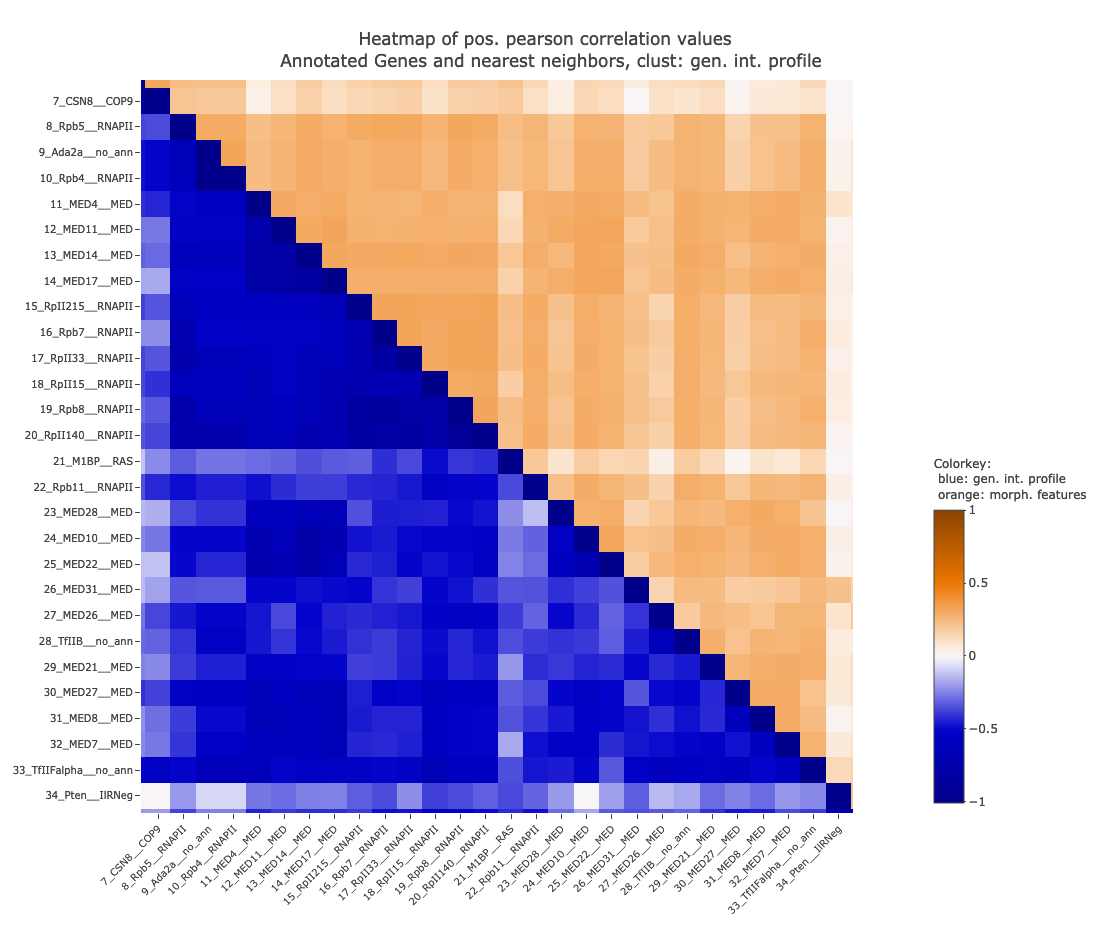 Heatmap of pos. pearson correlation values
Annotated Genes and nearest neighbors, clust: gen. int. profile
7_CSN8__COP9
8_Rpb5__RNAPII
9_Ada2a__no_ann
10_Rpb4__RNAPII
11_MED4__MED
12_MED11__MED
13_MED14__MED
14_MED17__MED
15_RpII215__RNAPII
16_Rpb7__RNAPII
17_RpII33__RNAPII
18_RpII15__RNAPII
19_Rpb8__RNAPII
20_RpII140__RNAPII
21_M1BP__RAS
22_Rpb11__RNAPII
23_MED28__MED
24_MED10__MED
25_MED22__MED
26_MED31__MED
27_MED26__MED
28_TfIIB__no_ann
29_MED21__MED
30_MED27__MED
31_MED8__MED
32_MED7__MED
33_TfIIFalpha__no_ann
34_Pten__IIRNeg
7_CSN8__COP9
8_Rpb5__RNAPII
9_Ada2a__no_ann
10_Rpb4__RNAPII
11_MED4__MED
12_MED11__MED
13_MED14__MED
14_MED17__MED
15_RpII215__RNAPII
16_Rpb7__RNAPII
17_RpII33__RNAPII
18_RpII15__RNAPII
19_Rpb8__RNAPII
20_RpII140__RNAPII
21_M1BP__RAS
22_Rpb11__RNAPII
23_MED28__MED
24_MED10__MED
25_MED22__MED
26_MED31__MED
27_MED26__MED
28_TfIIB__no_ann
29_MED21__MED
30_MED27__MED
31_MED8__MED
32_MED7__MED
33_TfIIFalpha__no_ann
34_Pten__IIRNeg
Colorkey:
blue: gen. int. profile
orange: morph. features
1
0.5
0
−0.5
−1